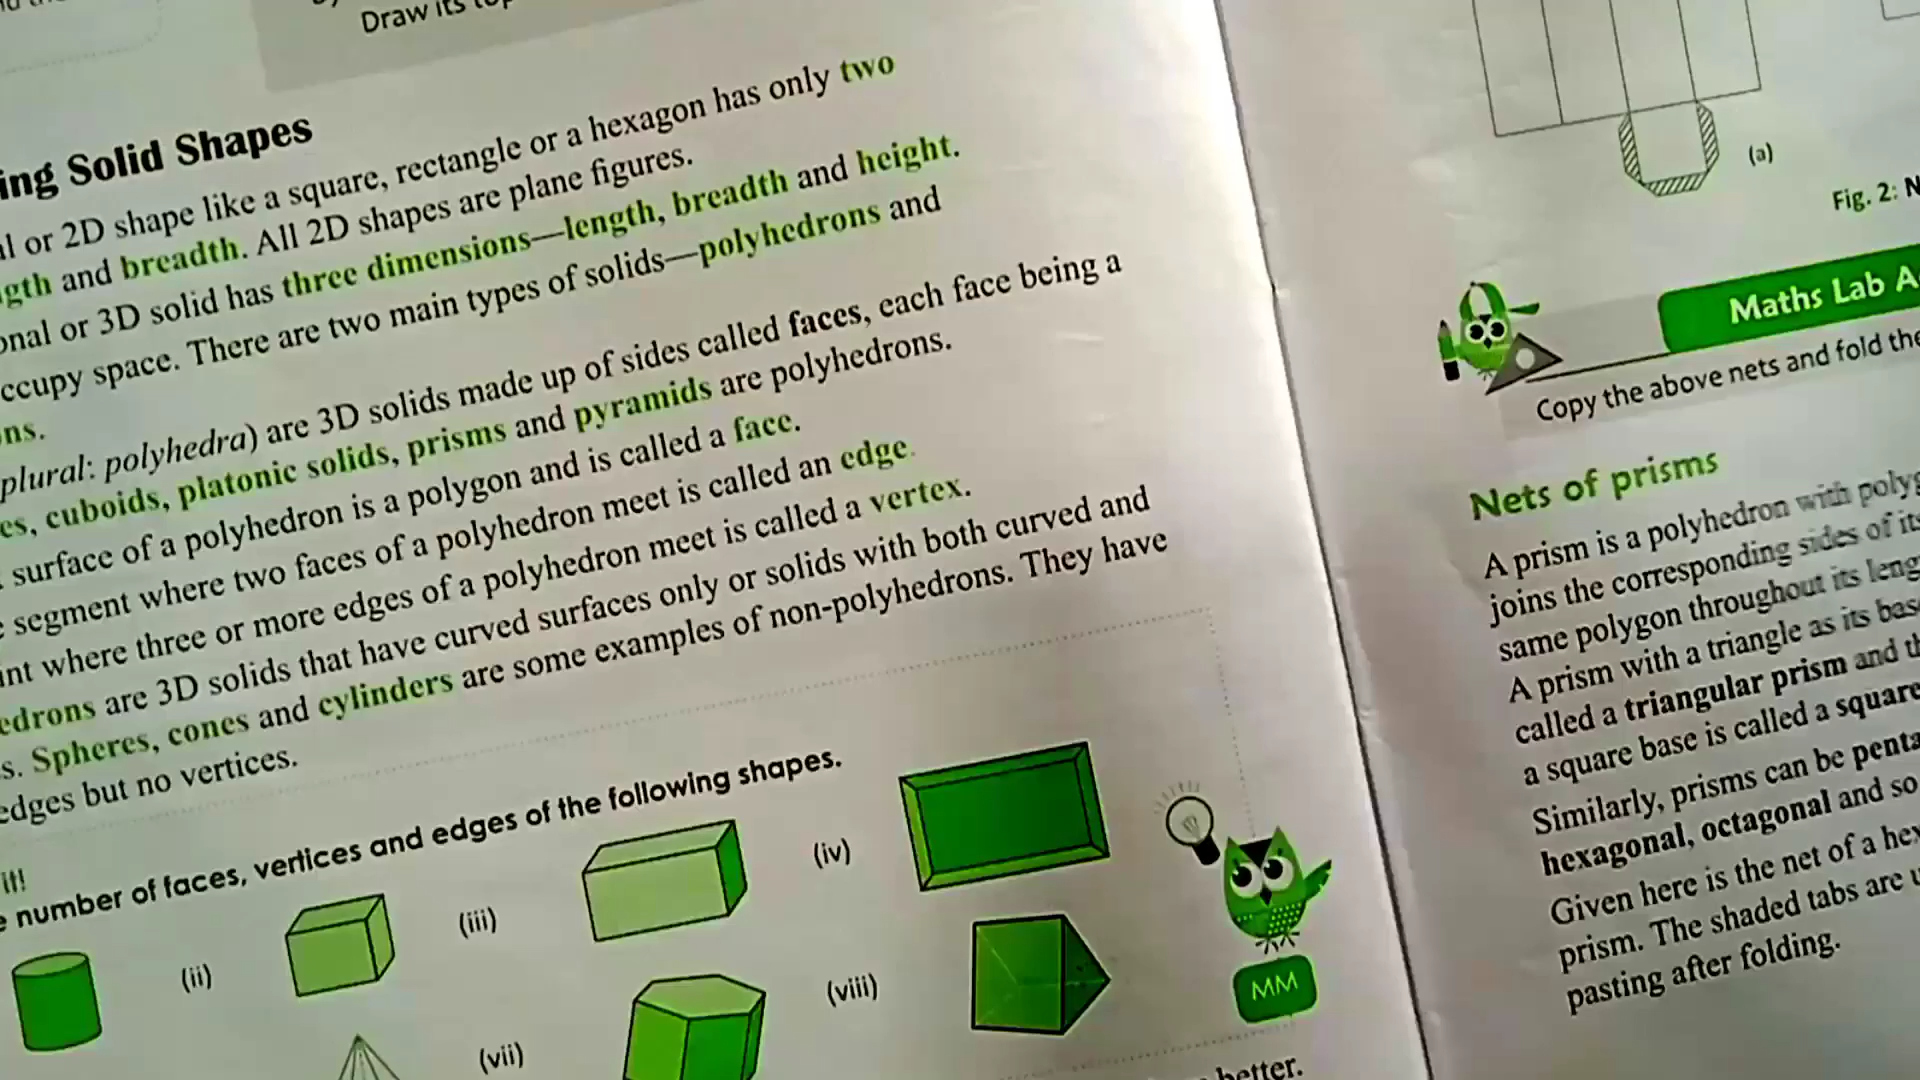 Draw its top
ing Solid Shapes
al or 2D shape like a square, rectangle or a hexagon has only two
gth and breadth. All 2D shapes are plane figures.
onal or 3D solid has three dimensions—length, breadth and height.
ccupy space. There are two main types of solids—polyhedrons and
ns.
plural: polyhedra) are 3D solids made up of sides called faces, each face being a
es, cuboids, platonic solids, prisms and pyramids are polyhedrons.
surface of a polyhedron is a polygon and is called a face.
e segment where two faces of a polyhedron meet is called an edge.
int where three or more edges of a polyhedron meet is called a vertex.
edrons are 3D solids that have curved surfaces only or solids with both curved and
s. Spheres, cones and cylinders are some examples of non-polyhedrons. They have
edges but no vertices.
it!
e number of faces, vertices and edges of the following shapes.
(ii)
(iii)
(iv)
(vii)
(viii)
MM
better.
(a)
Fig. 2: N
Maths Lab A
Copy the above nets and fold the
Nets of prisms
A prism is a polyhedron with polyg
joins the corresponding sides of its
same polygon throughout its leng
A prism with a triangle as its base
called a triangular prism and th
a square base is called a square
Similarly, prisms can be penta
hexagonal, octagonal and so
Given here is the net of a hex
prism. The shaded tabs are u
pasting after folding.